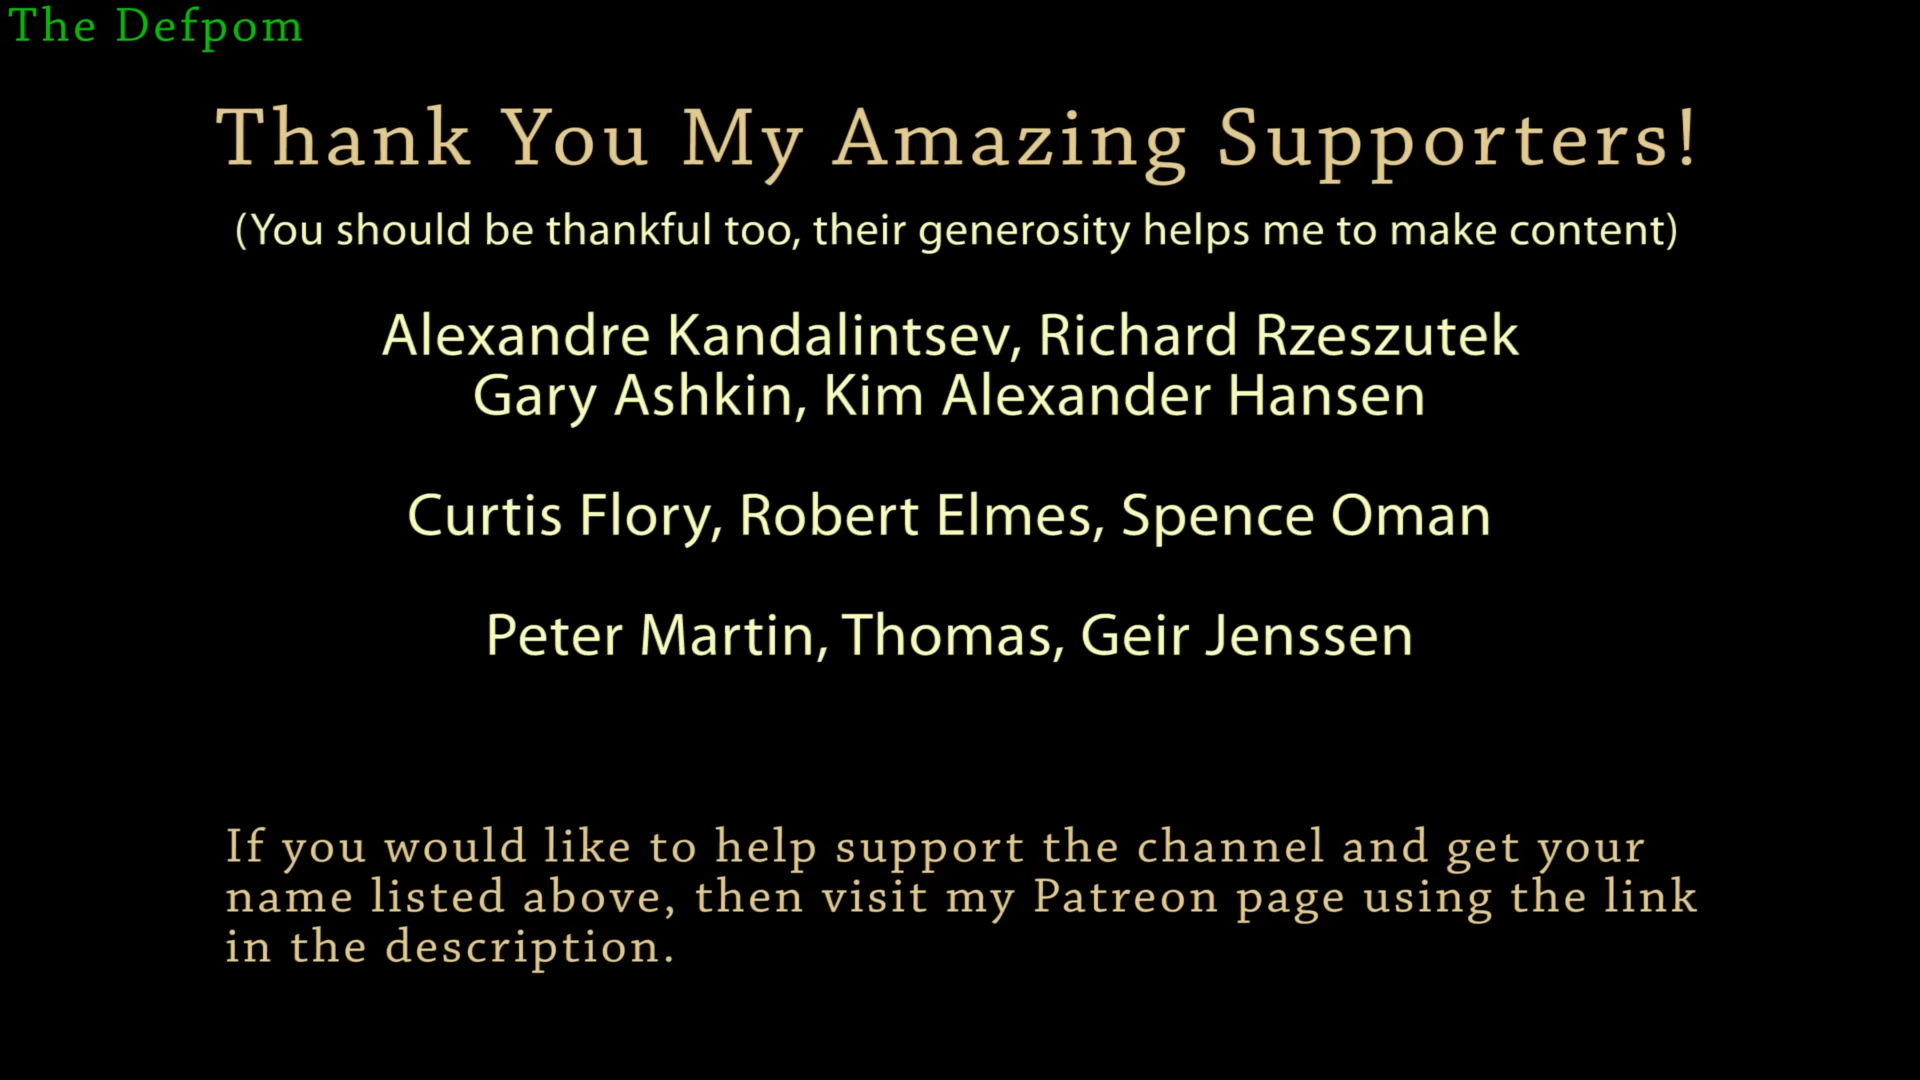 The Defpom
Thank You My Amazing Supporters!
(You should be thankful too, their generosity helps me to make content)
Alexandre Kandalintsev, Richard Rzeszutek
Gary Ashkin, Kim Alexander Hansen
Curtis Flory, Robert Elmes, Spence Oman
Peter Martin, Thomas, Geir Jenssen
If you would like to help support the channel and get your
name listed above, then visit my Patreon page using the link
in the description.